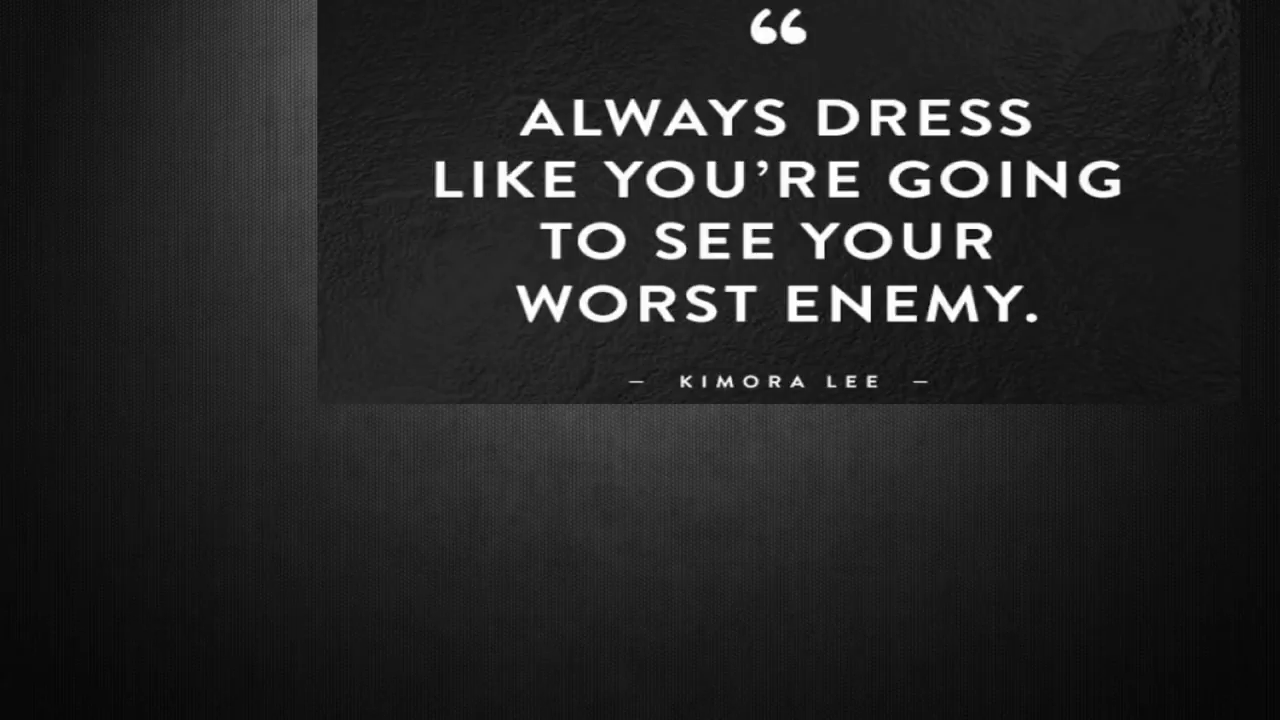 “
ALWAYS DRESS
LIKE YOU’RE GOING
TO SEE YOUR
WORST ENEMY.
— KIMORA LEE —